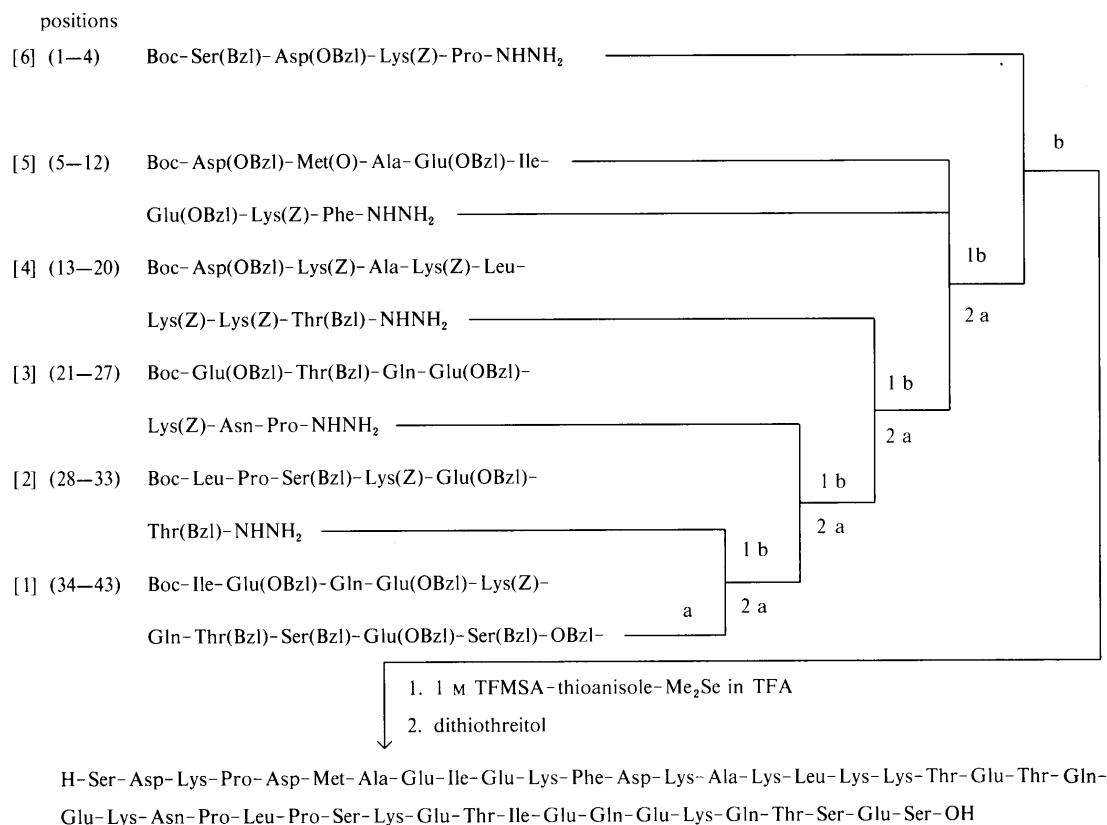 positions
[6] (1—4) Boc-Ser(Bzl)-Asp(OBzl)-Lys(Z)-Pro-NHNH₂
b
[5] (5—12) Boc-Asp(OBzl)-Met(O)-Ala-Glu(OBzl)-Ile-
Glu(OBzl)-Lys(Z)-Phe-NHNH₂
1b
[4] (13—20) Boc-Asp(OBzl)-Lys(Z)-Ala-Lys(Z)-Leu-
2 a
Lys(Z)-Lys(Z)-Thr(Bzl)-NHNH₂
[3] (21—27) Boc-Glu(OBzl)-Thr(Bzl)-Gln-Glu(OBzl)-
1 b
Lys(Z)-Asn-Pro-NHNH₂
2 a
[2] (28—33) Boc-Leu-Pro-Ser(Bzl)-Lys(Z)-Glu(OBzl)-
1 b
Thr(Bzl)-NHNH₂
2 a
1 b
[1] (34—43) Boc-Ile-Glu(OBzl)-Gln-Glu(OBzl)-Lys(Z)-
a
2 a
Gln-Thr(Bzl)-Ser(Bzl)-Glu(OBzl)-Ser(Bzl)-OBzl-
1. 1 M TFMSA-thioanisole-Me₂Se in TFA
2. dithiothreitol
H-Ser-Asp-Lys-Pro-Asp-Met-Ala-Glu-Ile-Glu-Lys-Phe-Asp-Lys-Ala-Lys-Leu-Lys-Lys-Thr-Glu-Thr-Gln-
Glu-Lys-Asn-Pro-Leu-Pro-Ser-Lys-Glu-Thr-Ile-Glu-Gln-Glu-Lys-Gln-Thr-Ser-Glu-Ser-OH